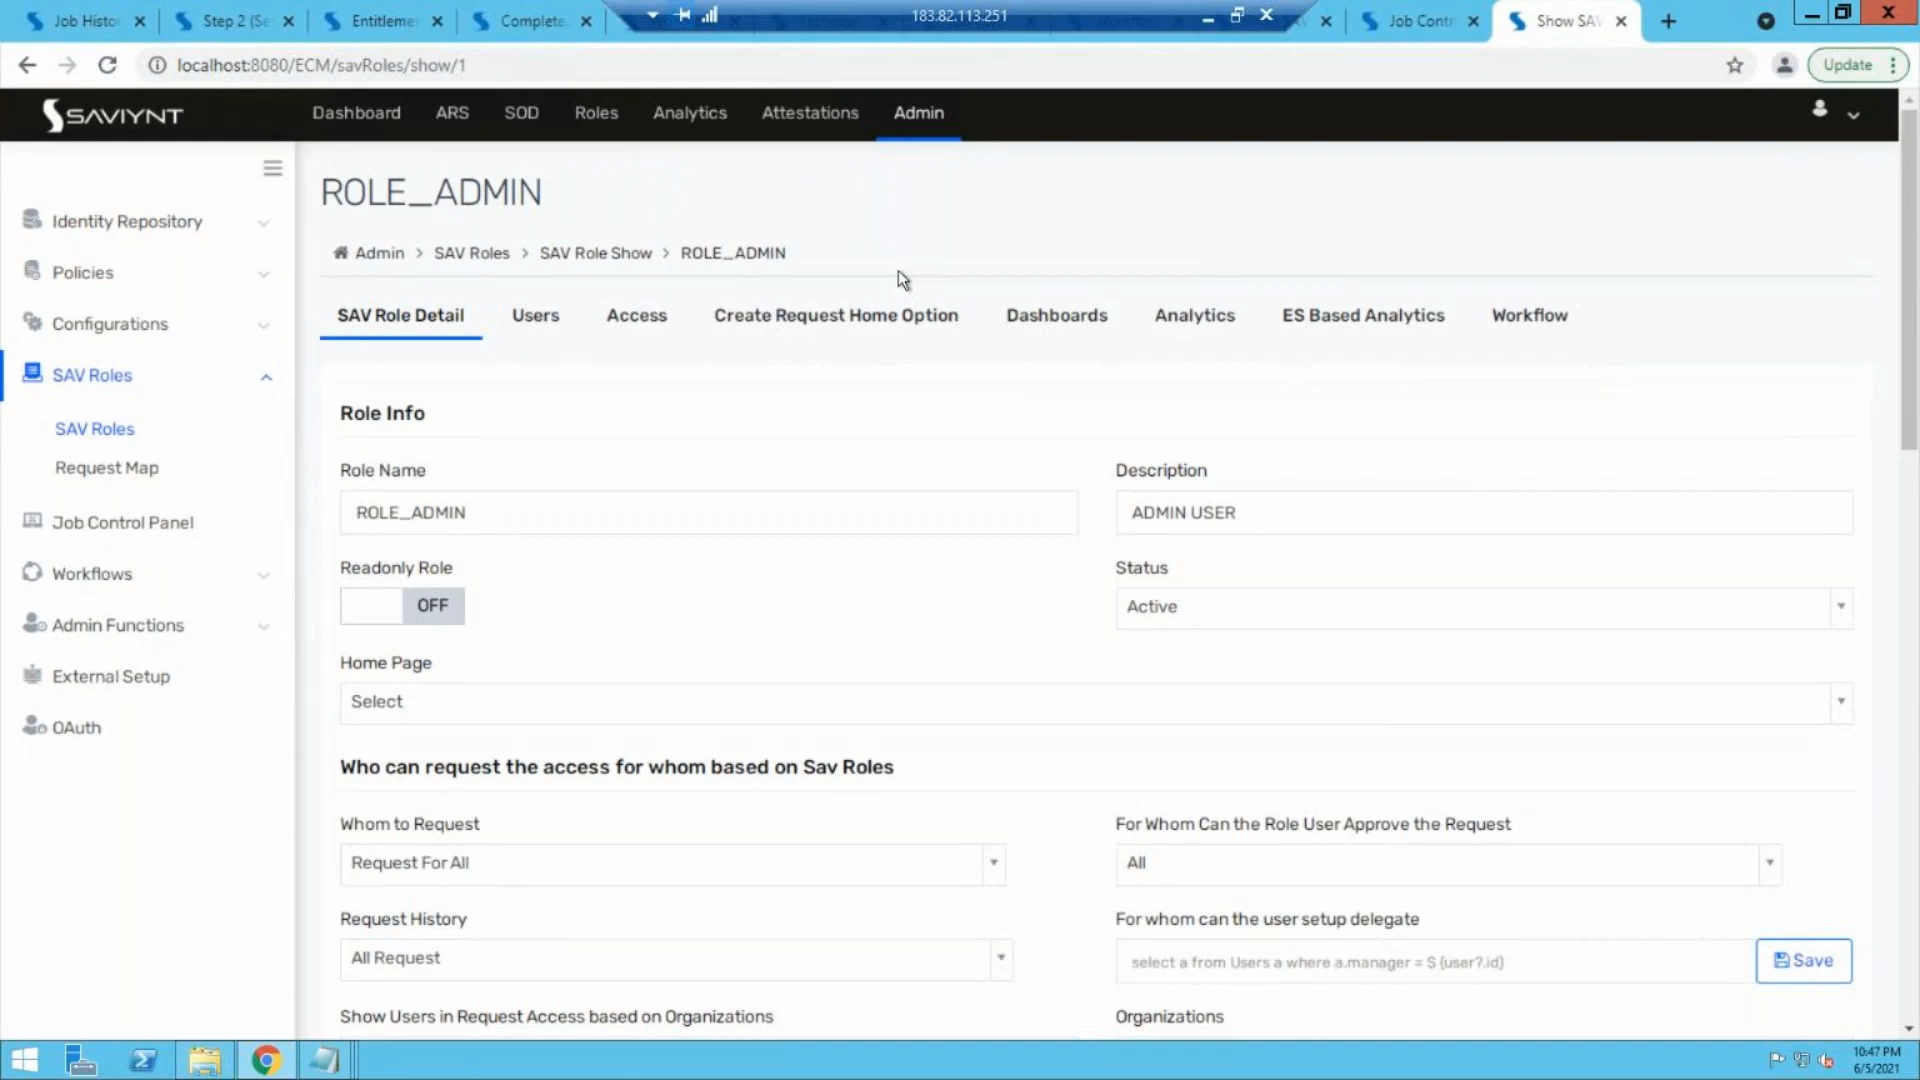 Job Histo
Step 2 (Se
Entitleme
Complete
183.82.113.251
Job Contr
Show SAV
localhost:8080/ECM/savRoles/show/1
Update
SAVIYNT
Dashboard
ARS
SOD
Roles
Analytics
Attestations
Admin
Identity Repository
Policies
Configurations
SAV Roles
SAV Roles
Request Map
Job Control Panel
Workflows
Admin Functions
External Setup
OAuth
ROLE_ADMIN
Admin > SAV Roles > SAV Role Show > ROLE_ADMIN
SAV Role Detail
Users
Access
Create Request Home Option
Dashboards
Analytics
ES Based Analytics
Workflow
Role Info
Role Name
Description
ROLE_ADMIN
ADMIN USER
Readonly Role
Status
OFF
Active
Home Page
Select
Who can request the access for whom based on Sav Roles
Whom to Request
For Whom Can the Role User Approve the Request
Request For All
All
Request History
For whom can the user setup delegate
All Request
select a from Users a where a.manager = $ (user?.id)
Save
Show Users in Request Access based on Organizations
Organizations
10:47 PM
6/5/2021